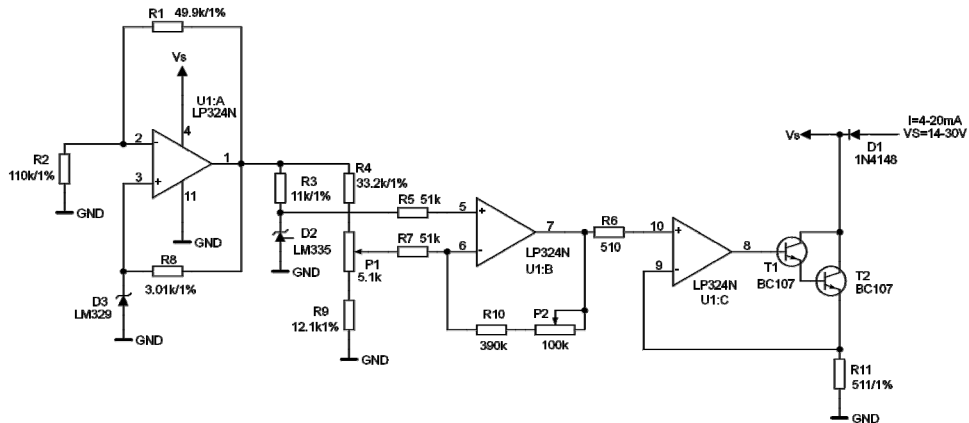 R1 49.9k/1%
Vs
U1:A
LP324N
4
2
-
1
3
+
11
R2
110k/1%
GND
GND
R8
3.01k/1%
D3
LM329
GND
R3
11k/1%
R4
33.2k/1%
D2
LM335
GND
P1
5.1k
R9
12.1k1%
GND
R5 51k
R7 51k
5
+
6
-
7
LP324N
U1:B
R10
390k
P2
100k
R6
510
10
+
9
-
8
LP324N
U1:C
T1
BC107
T2
BC107
Vs
D1
1N4148
I=4-20mA
VS=14-30V
R11
511/1%
GND